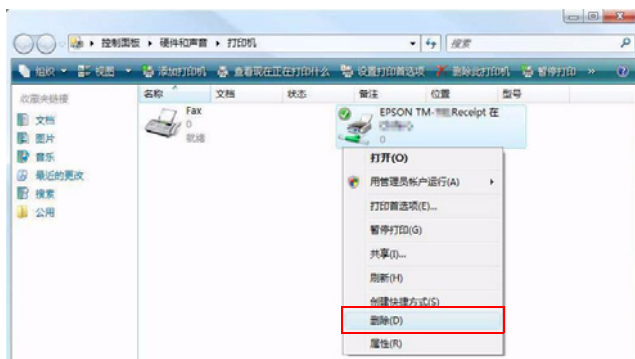 控制面板 ▸ 硬件和声音 ▸ 打印机
搜索
组织 视图 添加打印机 查看现在正在打印什么 设置打印首选项 删除此打印机 暂停打印 »
收藏夹链接
文档
图片
音乐
最近的更改
搜索
公用
名称 文档 状态 备注 位置 型号
Fax
0
就绪
EPSON TM- Receipt 在
0
打开(O)
用管理员帐户运行(A)
打印首选项(E)...
暂停打印(G)
共享(I)...
刷新(H)
创建快捷方式(S)
删除(D)
属性(R)